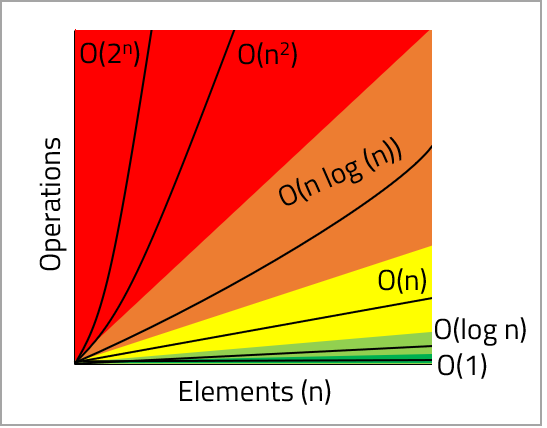 O(2ⁿ)
O(n²)
O(n log (n))
O(n)
O(log n)
O(1)
Operations
Elements (n)